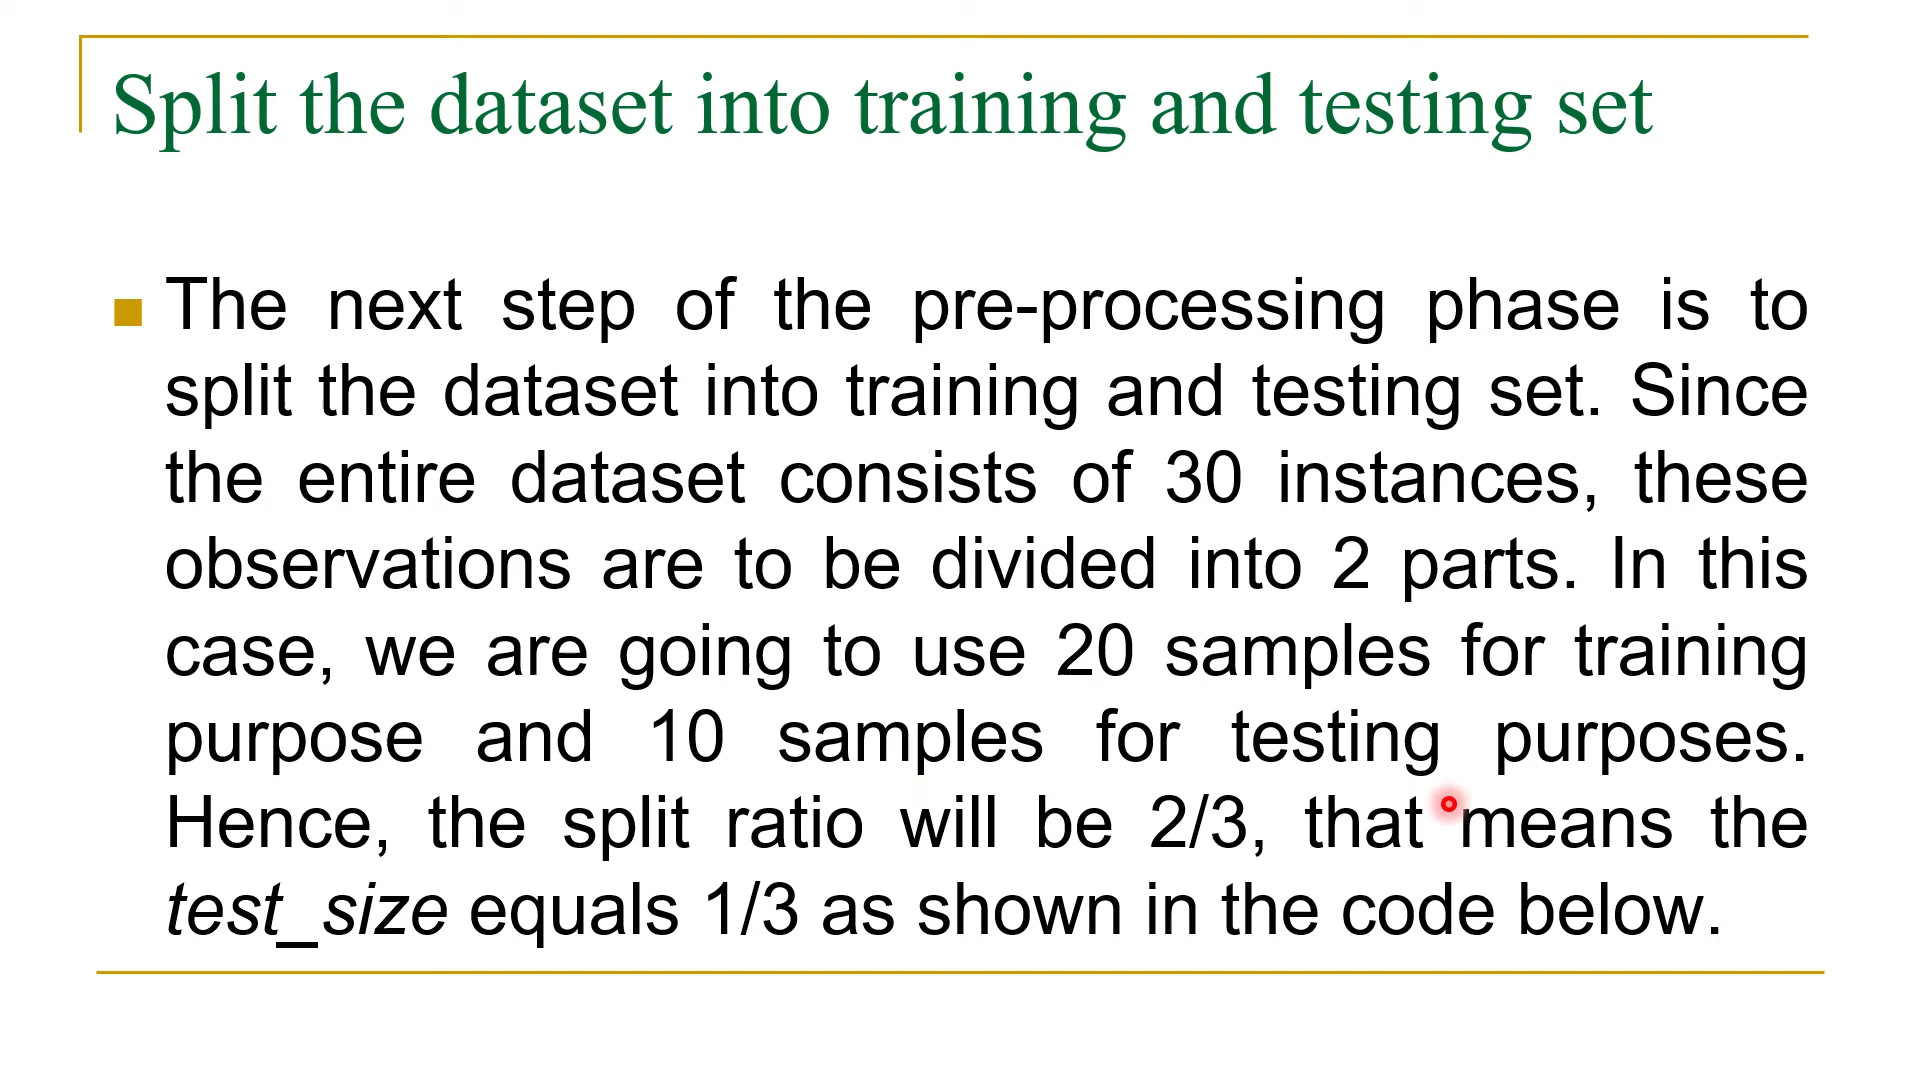 Split the dataset into training and testing set
The next step of the pre-processing phase is to
split the dataset into training and testing set. Since
the entire dataset consists of 30 instances, these
observations are to be divided into 2 parts. In this
case, we are going to use 20 samples for training
purpose and 10 samples for testing purposes.
Hence, the split ratio will be 2/3, that means the
test_size equals 1/3 as shown in the code below.